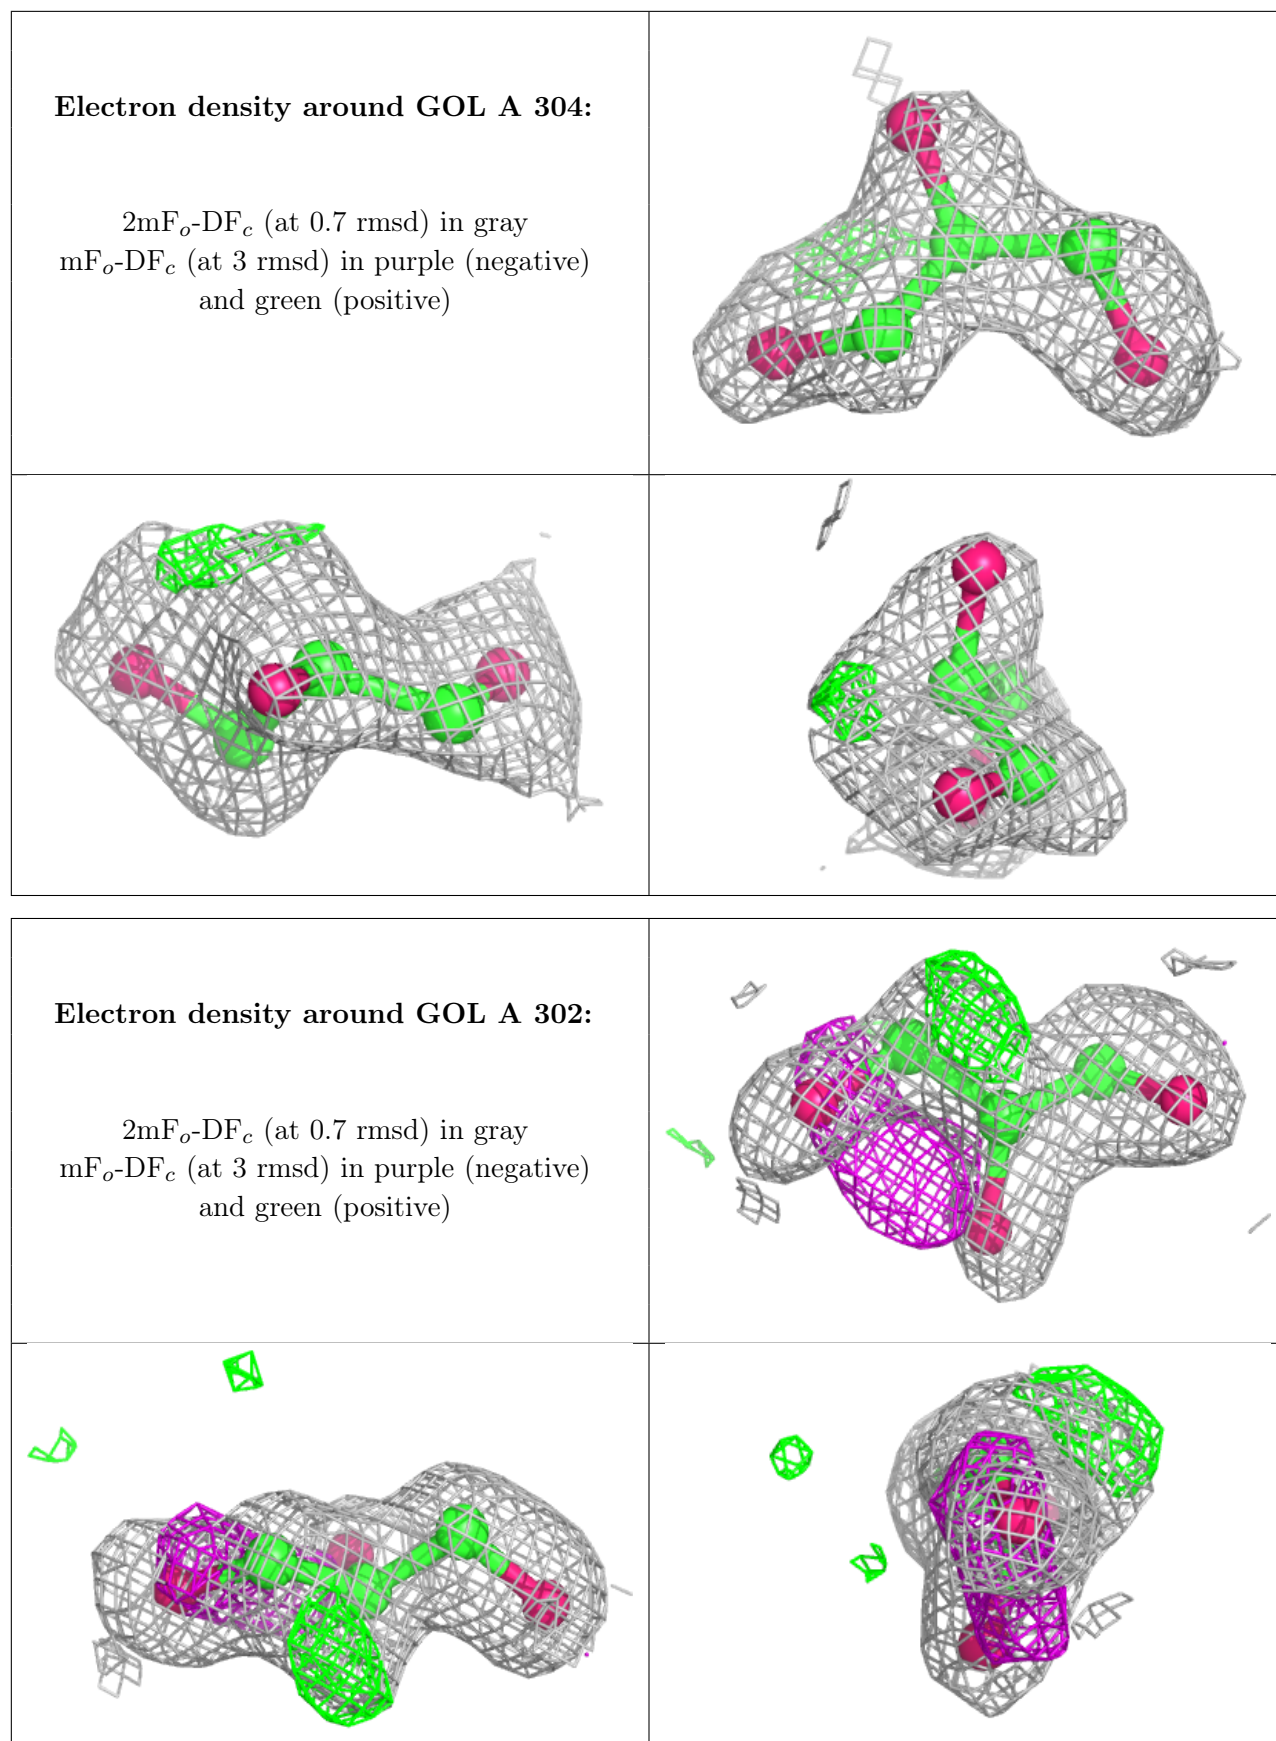 Electron density around GOL A 304:
2mFo-DFc (at 0.7 rmsd) in gray
mFo-DFc (at 3 rmsd) in purple (negative)
and green (positive)
Electron density around GOL A 302:
2mFo-DFc (at 0.7 rmsd) in gray
mFo-DFc (at 3 rmsd) in purple (negative)
and green (positive)